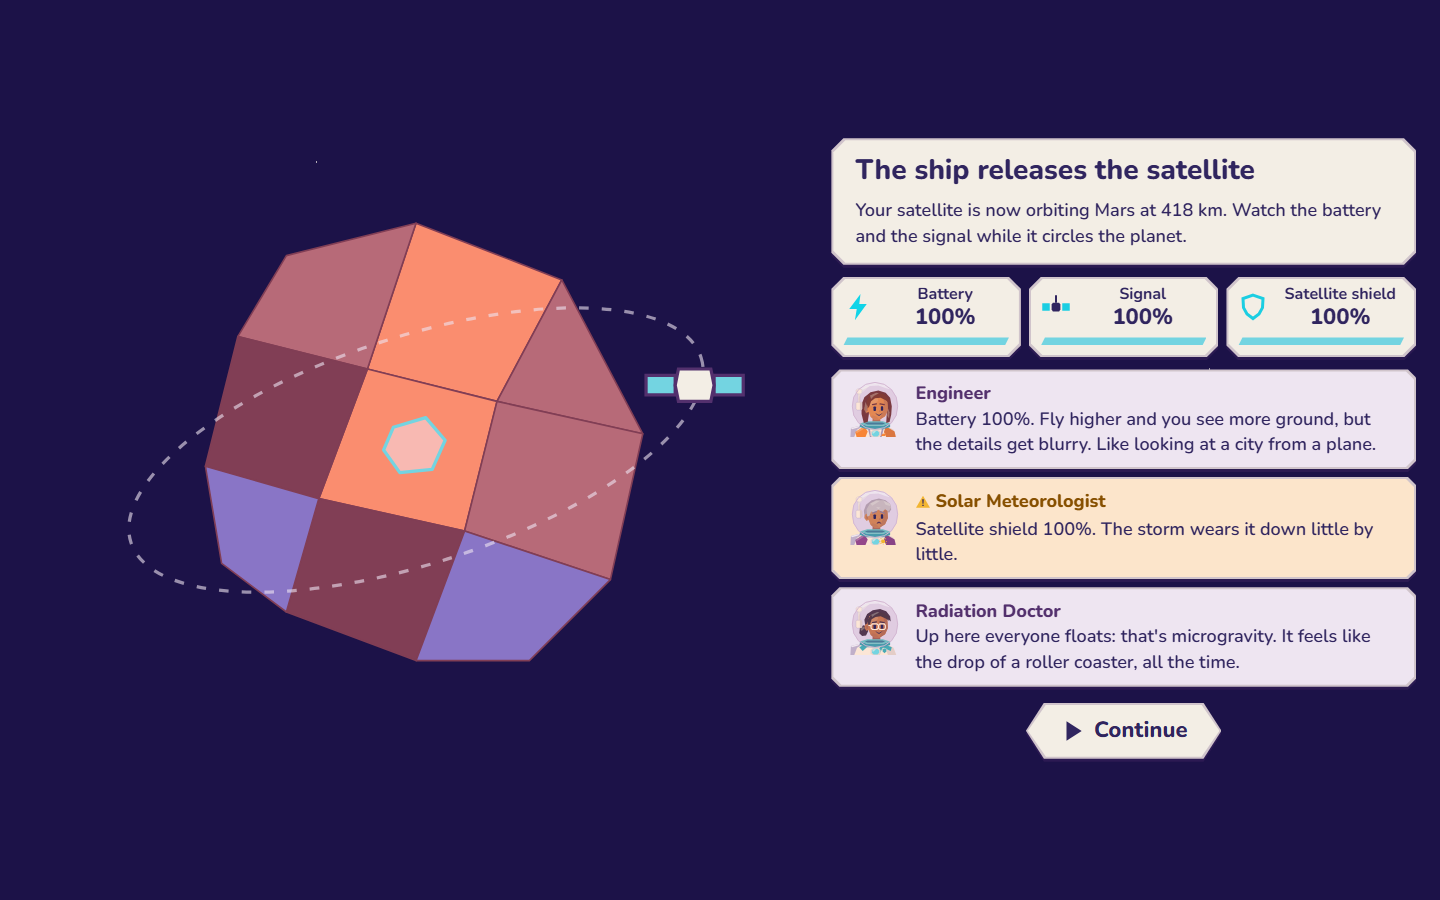 The ship releases the satellite
Your satellite is now orbiting Mars at 418 km. Watch the battery
and the signal while it circles the planet.
Battery
100%
Signal
100%
Satellite shield
100%
Engineer
Battery 100%. Fly higher and you see more ground, but
the details get blurry. Like looking at a city from a plane.
Solar Meteorologist
Satellite shield 100%. The storm wears it down little by
little.
Radiation Doctor
Up here everyone floats: that's microgravity. It feels like
the drop of a roller coaster, all the time.
Continue